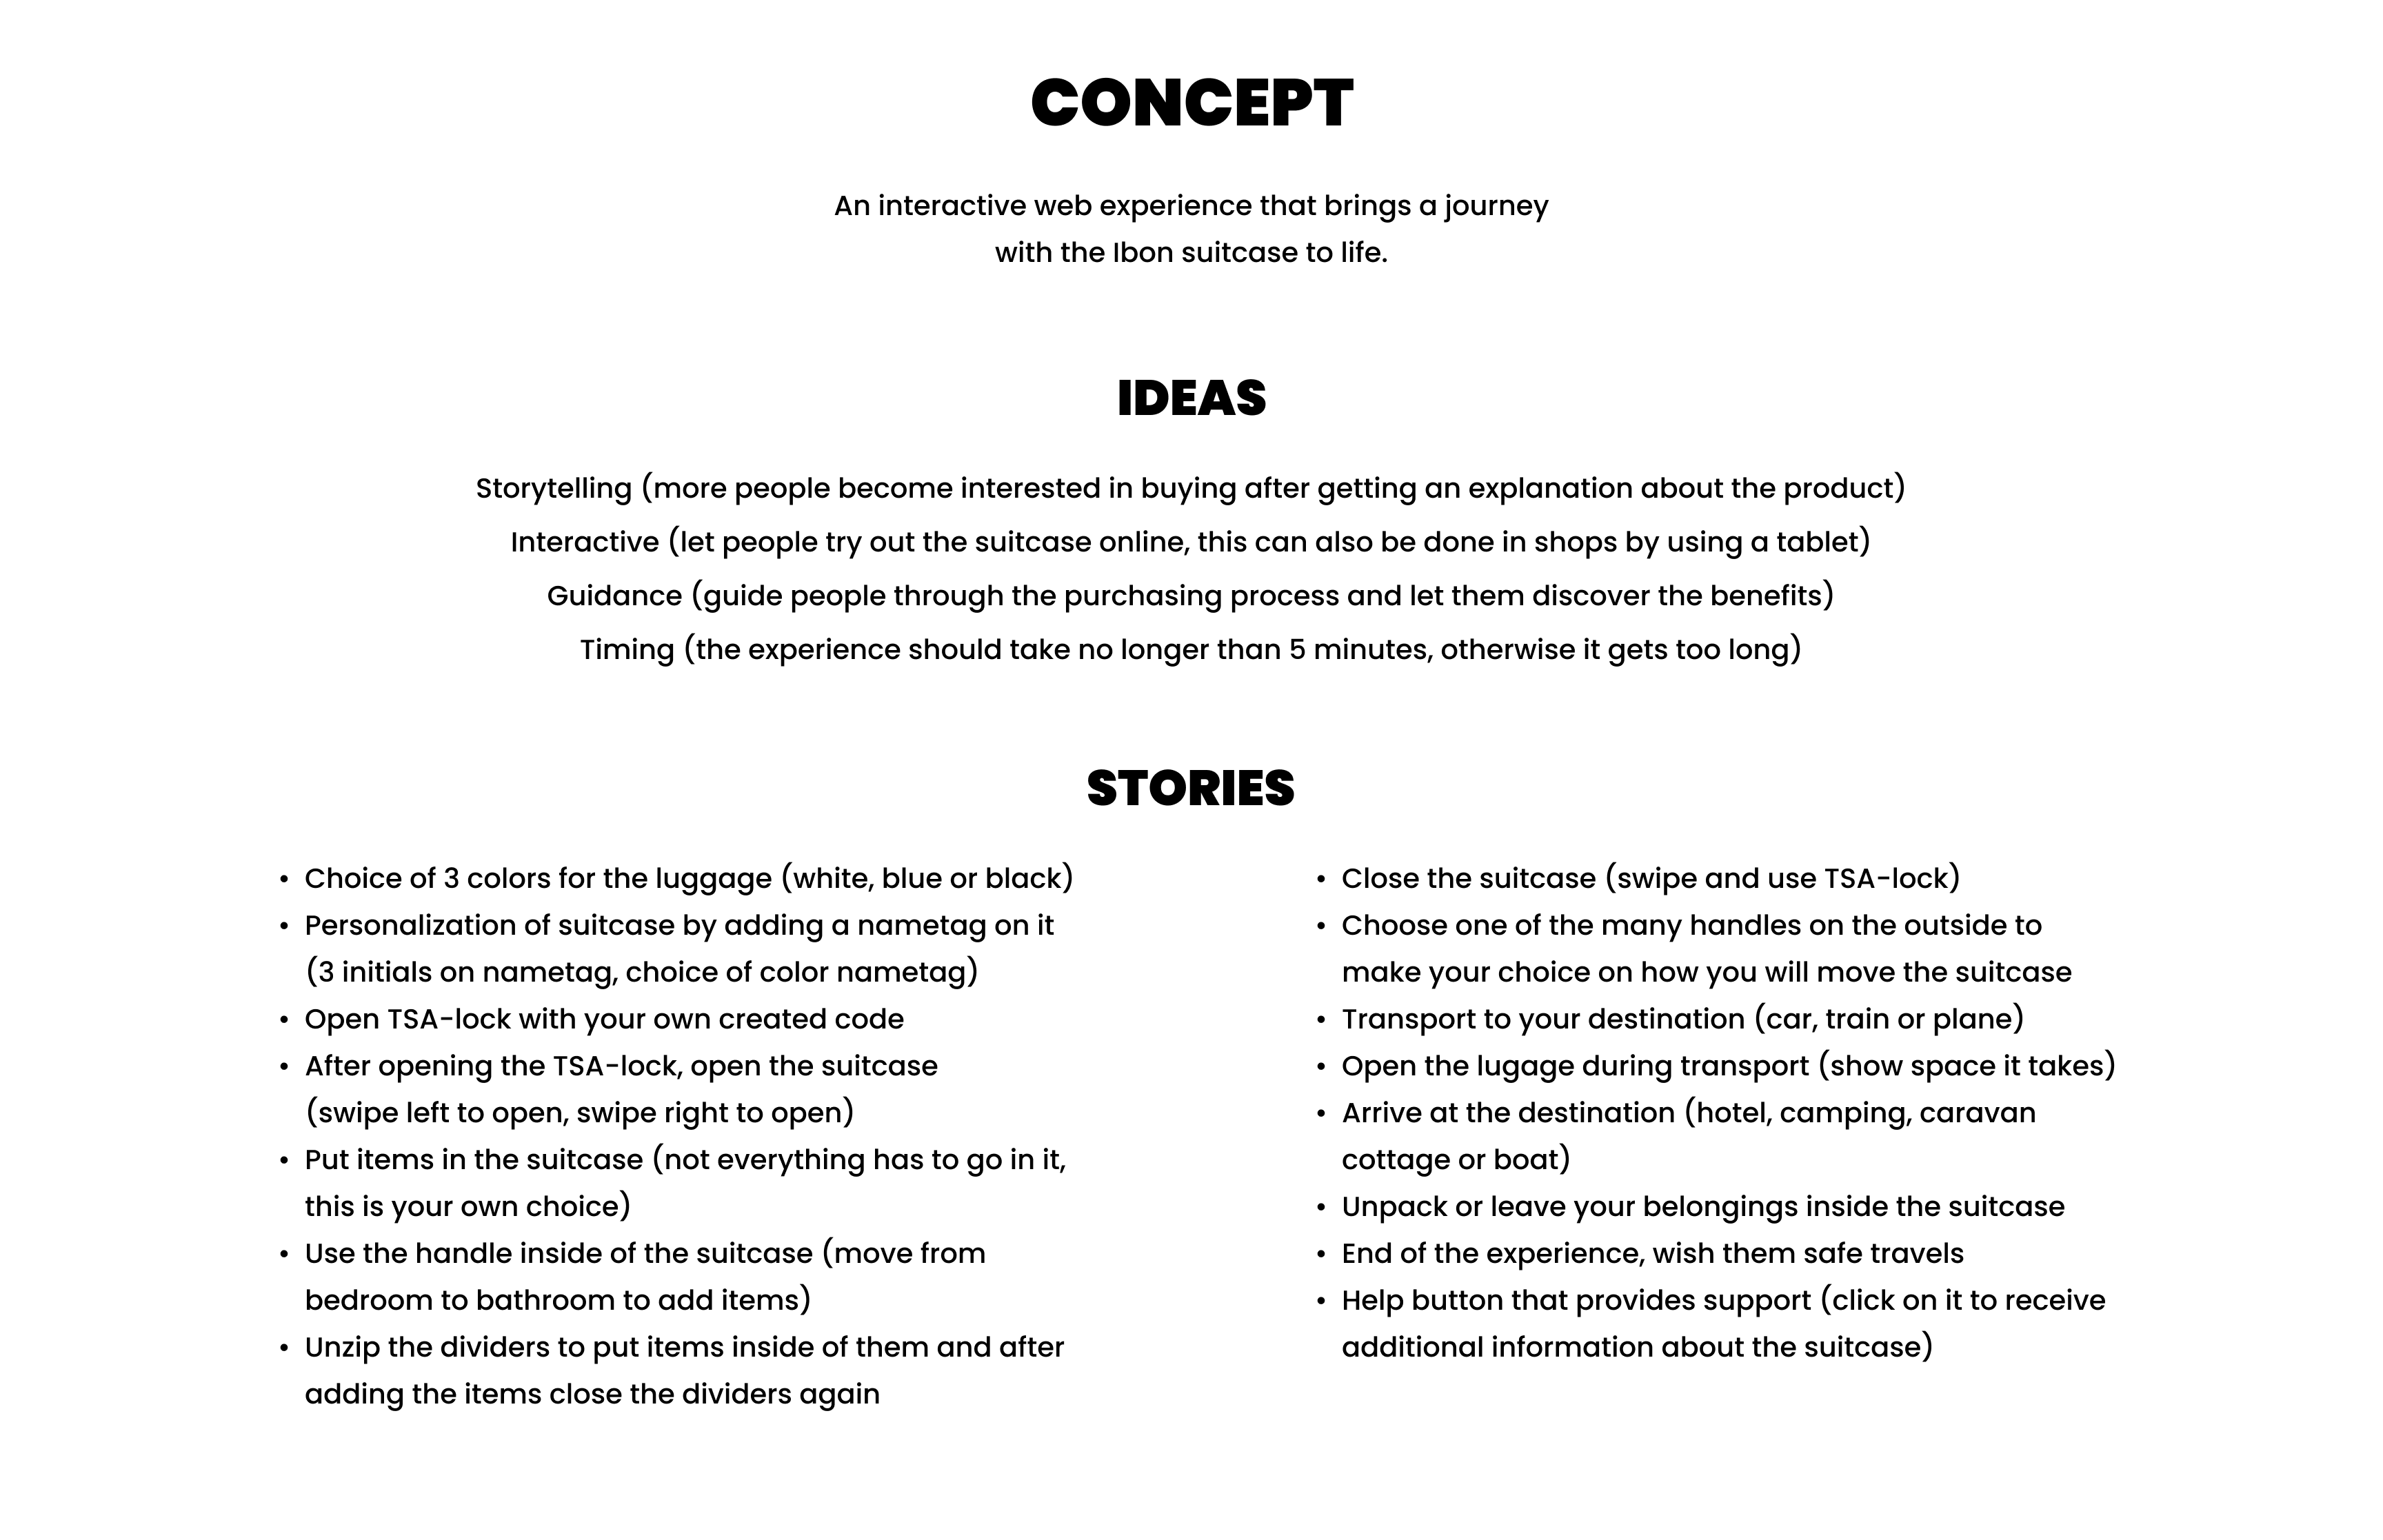 CONCEPT
An interactive web experience that brings a journey
with the Ibon suitcase to life.
IDEAS
Storytelling (more people become interested in buying after getting an explanation about the product)
Interactive (let people try out the suitcase online, this can also be done in shops by using a tablet)
Guidance (guide people through the purchasing process and let them discover the benefits)
Timing (the experience should take no longer than 5 minutes, otherwise it gets too long)
STORIES
• Choice of 3 colors for the luggage (white, blue or black)
• Personalization of suitcase by adding a nametag on it
(3 initials on nametag, choice of color nametag)
• Open TSA-lock with your own created code
• After opening the TSA-lock, open the suitcase
(swipe left to open, swipe right to open)
• Put items in the suitcase (not everything has to go in it,
this is your own choice)
• Use the handle inside of the suitcase (move from
bedroom to bathroom to add items)
• Unzip the dividers to put items inside of them and after
adding the items close the dividers again
• Close the suitcase (swipe and use TSA-lock)
• Choose one of the many handles on the outside to
make your choice on how you will move the suitcase
• Transport to your destination (car, train or plane)
• Open the lugage during transport (show space it takes)
• Arrive at the destination (hotel, camping, caravan
cottage or boat)
• Unpack or leave your belongings inside the suitcase
• End of the experience, wish them safe travels
• Help button that provides support (click on it to receive
additional information about the suitcase)